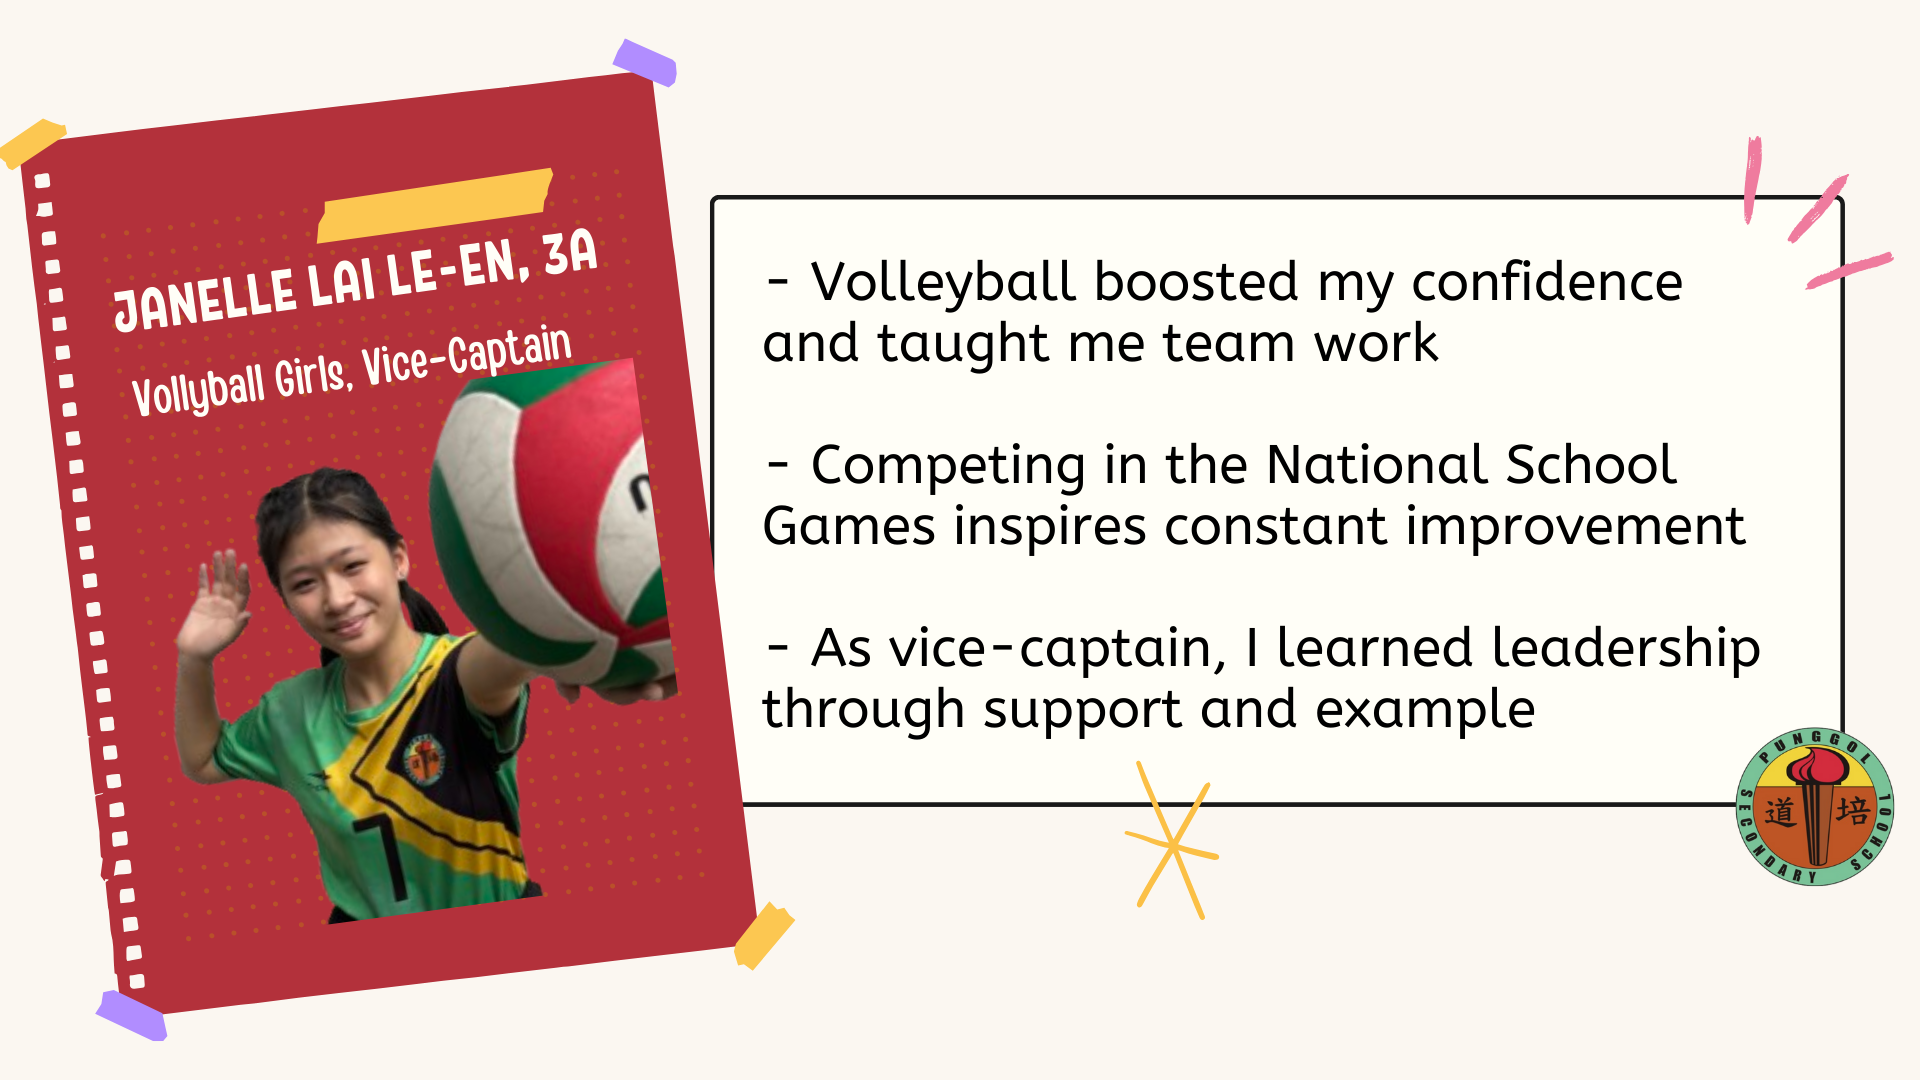 JANELLE LAI LE-EN, 3A
Vollyball Girls, Vice-Captain
7
- Volleyball boosted my confidence
and taught me team work
- Competing in the National School
Games inspires constant improvement
- As vice-captain, I learned leadership
through support and example
PUNGGOL
道 培
SECONDARY SCHOOL